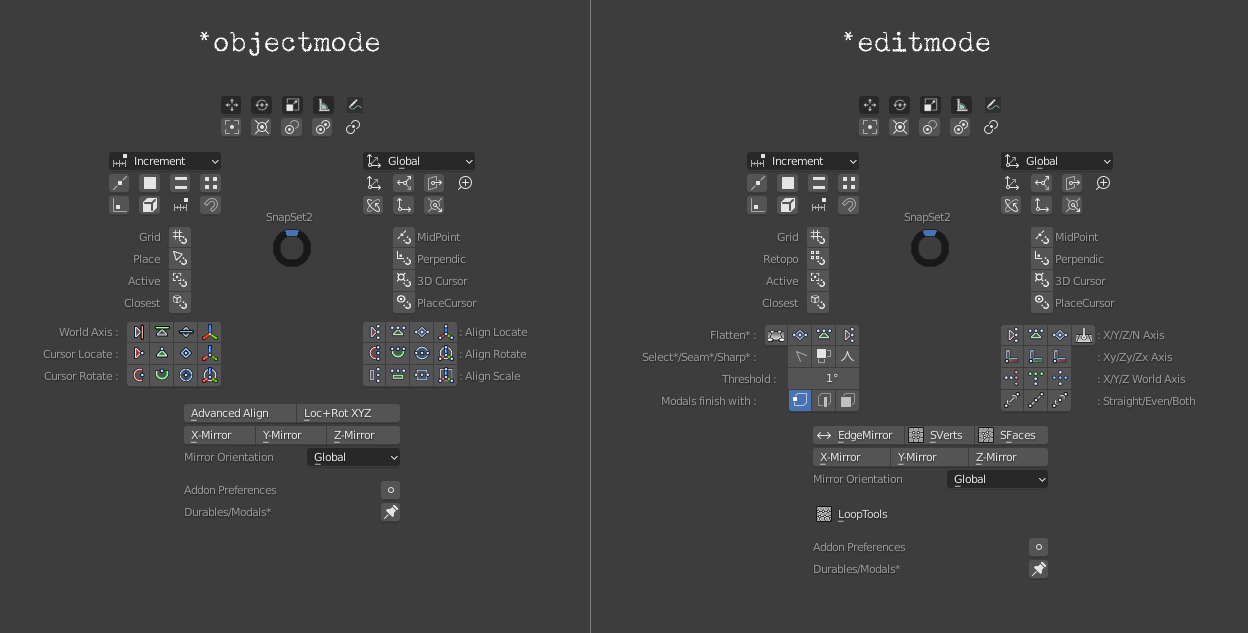 *objectmode
Increment
Global
SnapSet2
Grid
MidPoint
Place
Perpendic
Active
3D Cursor
Closest
PlaceCursor
World Axis :
: Align Locate
Cursor Locate :
: Align Rotate
Cursor Rotate :
: Align Scale
Advanced Align
Loc+Rot XYZ
X-Mirror
Y-Mirror
Z-Mirror
Mirror Orientation
Global
Addon Preferences
Durables/Modals*
*editmode
Increment
Global
SnapSet2
Grid
MidPoint
Retopo
Perpendic
Active
3D Cursor
Closest
PlaceCursor
Flatten* :
: X/Y/Z/N Axis
Select*/Seam*/Sharp* :
: Xy/Zy/Zx Axis
Threshold :
1°
: X/Y/Z World Axis
Modals finish with :
: Straight/Even/Both
EdgeMirror
SVerts
SFaces
X-Mirror
Y-Mirror
Z-Mirror
Mirror Orientation
Global
LoopTools
Addon Preferences
Durables/Modals*